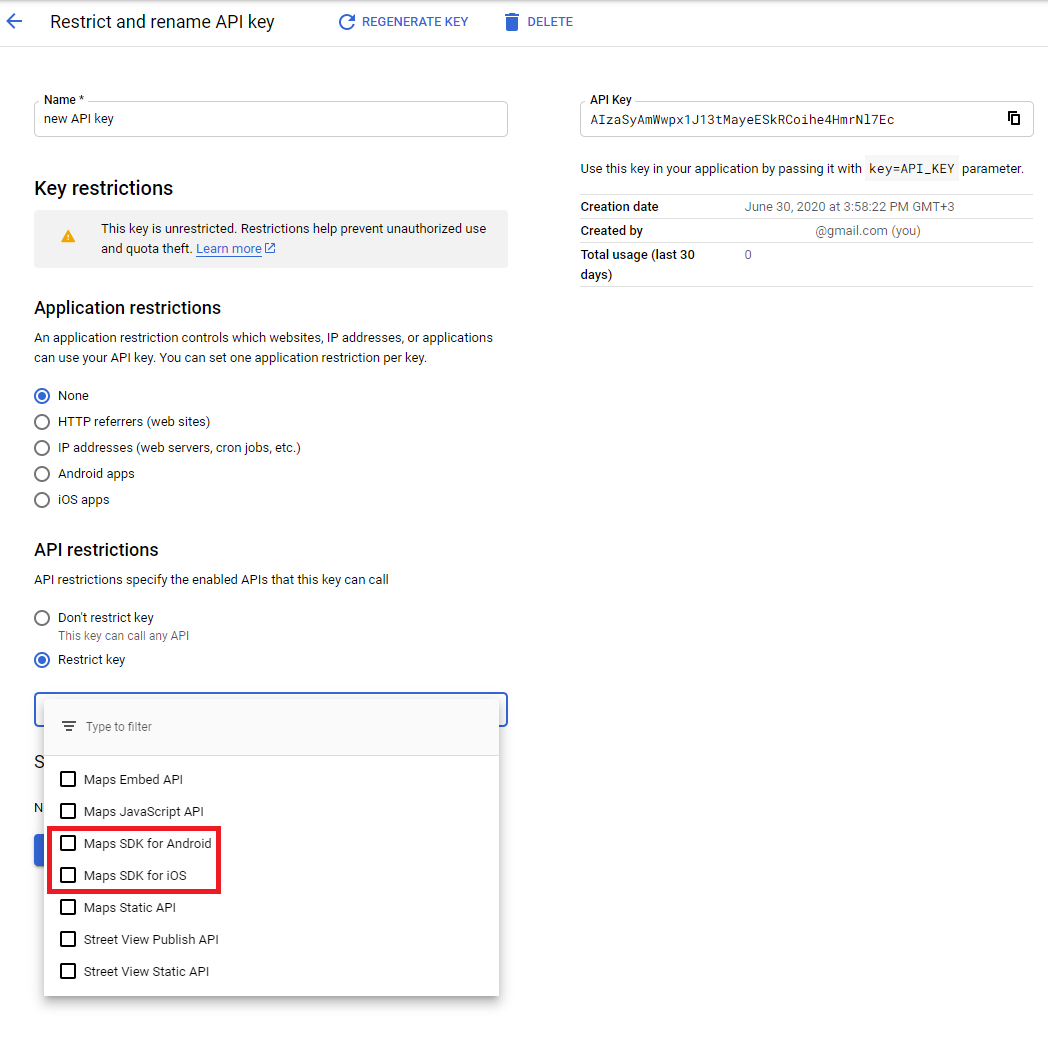 Restrict and rename API key
REGENERATE KEY
DELETE
Name *
new API key
Key restrictions
This key is unrestricted. Restrictions help prevent unauthorized use
and quota theft. Learn more
Application restrictions
An application restriction controls which websites, IP addresses, or applications
can use your API key. You can set one application restriction per key.
None
HTTP referrers (web sites)
IP addresses (web servers, cron jobs, etc.)
Android apps
iOS apps
API restrictions
API restrictions specify the enabled APIs that this key can call
Don't restrict key
This key can call any API
Restrict key
Type to filter
S
Maps Embed API
N
Maps JavaScript API
Maps SDK for Android
Maps SDK for iOS
Maps Static API
Street View Publish API
Street View Static API
API Key
AIzaSyAmWwpx1J13tMayeESkRCoihe4HmrNl7Ec
Use this key in your application by passing it with key=API_KEY parameter.
Creation date June 30, 2020 at 3:58:22 PM GMT+3
Created by @gmail.com (you)
Total usage (last 30 0
days)